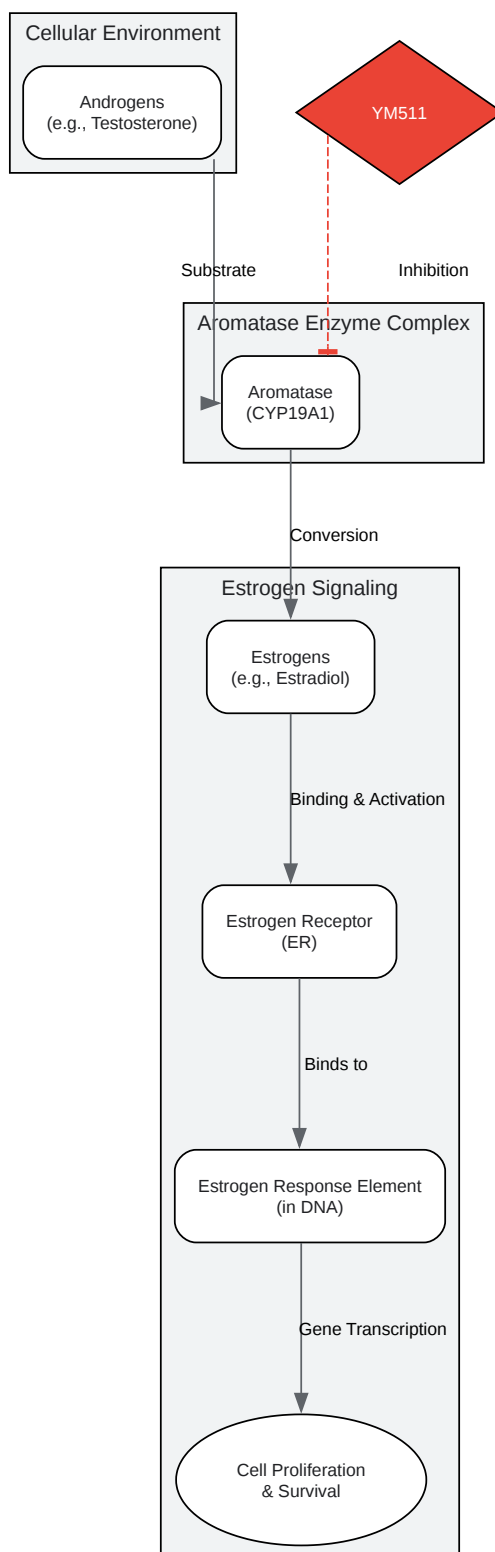 Cellular Environment
Androgens
(e.g., Testosterone)
YM511
Substrate
Inhibition
Aromatase Enzyme Complex
Aromatase
(CYP19A1)
Conversion
Estrogen Signaling
Estrogens
(e.g., Estradiol)
Binding & Activation
Estrogen Receptor
(ER)
Binds to
Estrogen Response Element
(in DNA)
Gene Transcription
Cell Proliferation
& Survival